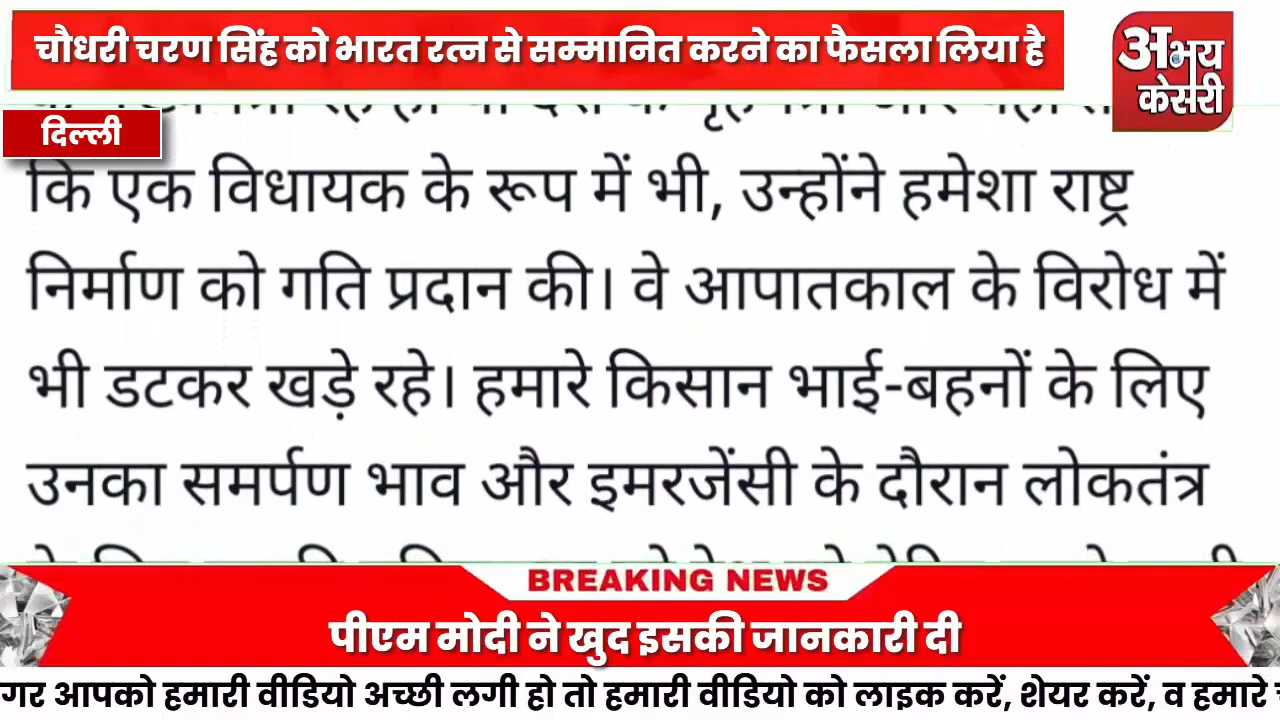 चौधरी चरण सिंह को भारत रत्न से सम्मानित करने का फैसला लिया है
अभय
केसरी
दिल्ली
कि एक विधायक के रूप में भी, उन्होंने हमेशा राष्ट्र
निर्माण को गति प्रदान की। वे आपातकाल के विरोध में
भी डटकर खड़े रहे। हमारे किसान भाई-बहनों के लिए
उनका समर्पण भाव और इमरजेंसी के दौरान लोकतंत्र
BREAKING NEWS
पीएम मोदी ने खुद इसकी जानकारी दी
गर आपको हमारी वीडियो अच्छी लगी हो तो हमारी वीडियो को लाइक करें, शेयर करें, व हमारे